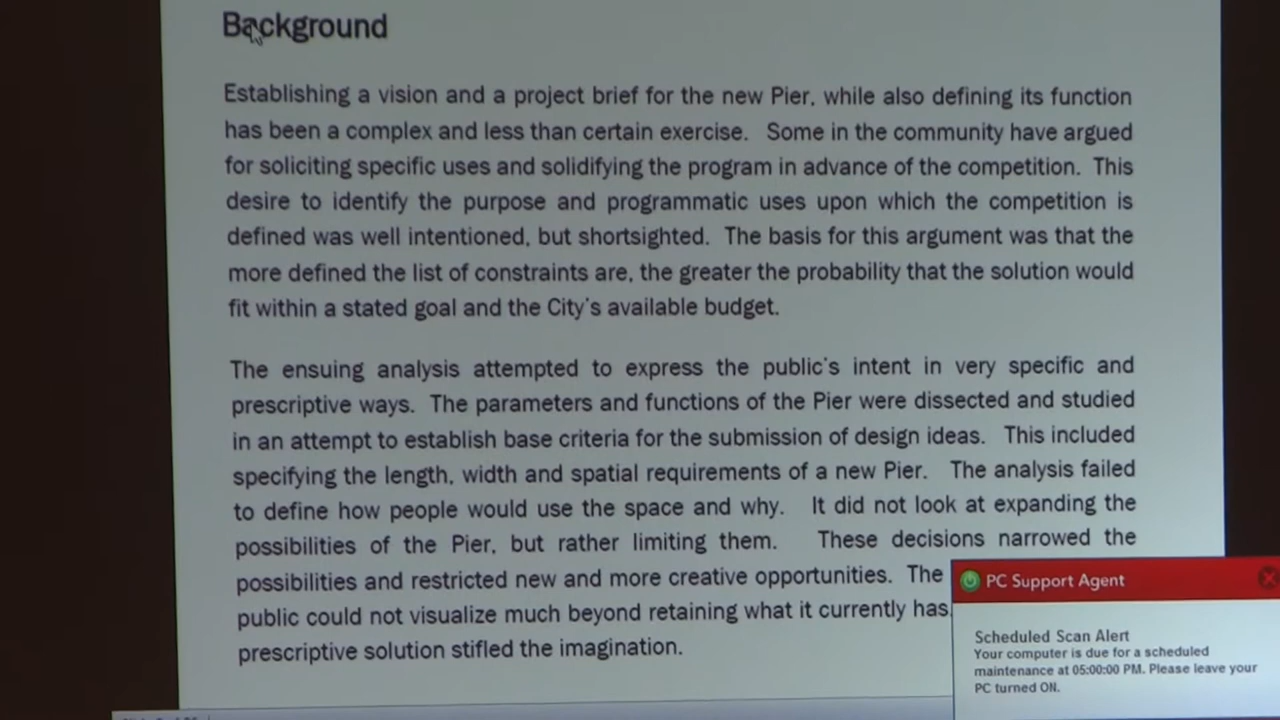 Background
Establishing a vision and a project brief for the new Pier, while also defining its function
has been a complex and less than certain exercise. Some in the community have argued
for soliciting specific uses and solidifying the program in advance of the competition. This
desire to identify the purpose and programmatic uses upon which the competition is
defined was well intentioned, but shortsighted. The basis for this argument was that the
more defined the list of constraints are, the greater the probability that the solution would
fit within a stated goal and the City's available budget.
The ensuing analysis attempted to express the public's intent in very specific and
prescriptive ways. The parameters and functions of the Pier were dissected and studied
in an attempt to establish base criteria for the submission of design ideas. This included
specifying the length, width and spatial requirements of a new Pier. The analysis failed
to define how people would use the space and why. It did not look at expanding the
possibilities of the Pier, but rather limiting them. These decisions narrowed the
possibilities and restricted new and more creative opportunities. The
public could not visualize much beyond retaining what it currently has
prescriptive solution stifled the imagination.
PC Support Agent
Scheduled Scan Alert
Your computer is due for a scheduled
maintenance at 05:00:00 PM. Please leave your
PC turned ON.